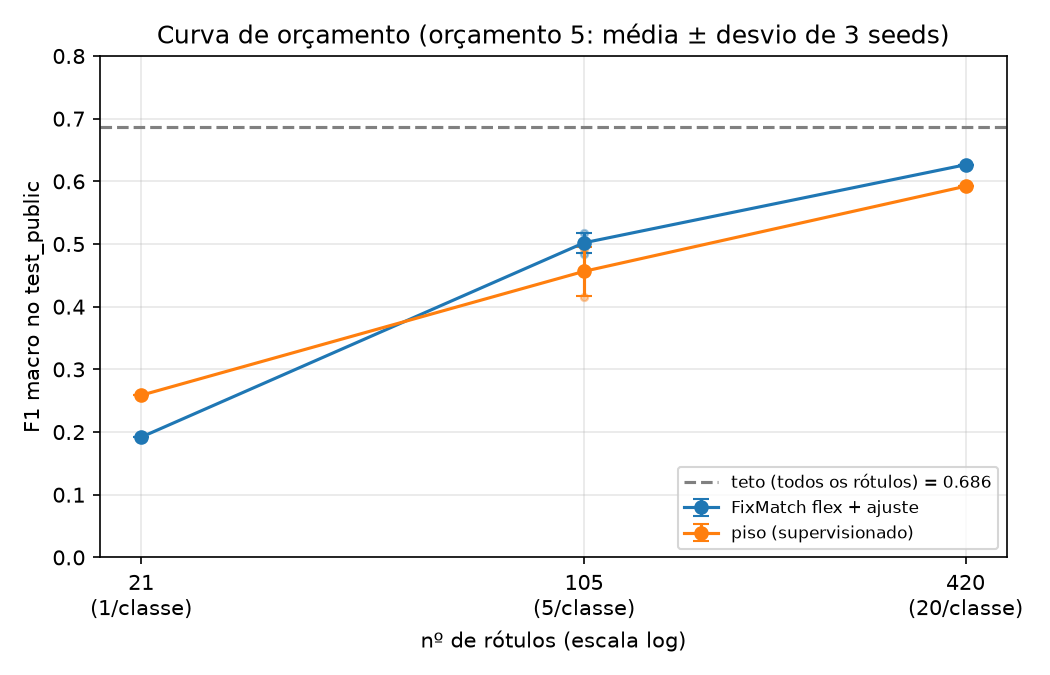 Curva de orçamento (orçamento 5: média ± desvio de 3 seeds)
F1 macro no test_public
0.8
0.7
0.6
0.5
0.4
0.3
0.2
0.1
0.0
teto (todos os rótulos) = 0.686
FixMatch flex + ajuste
piso (supervisionado)
21
(1/classe)
105
(5/classe)
420
(20/classe)
nº de rótulos (escala log)